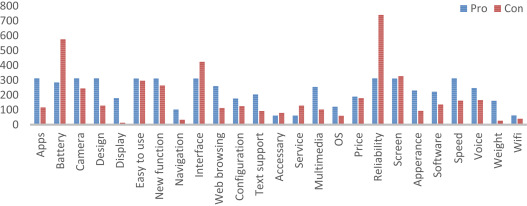 Pro Con
800
700
600
500
400
300
200
100
0
Apps
Battery
Camera
Design
Display
Easy to use
New function
Navigation
Interface
Web browsing
Configuration
Text support
Accessary
Service
Multimedia
OS
Price
Reliability
Screen
Apperance
Software
Speed
Voice
Weight
Wifi